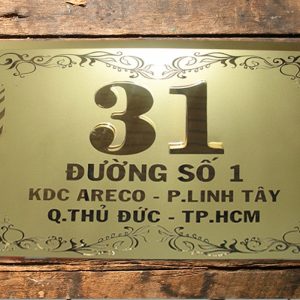 31
ĐƯỜNG SỐ 1
KDC ARECO - P.LINH TÂY
Q.THỦ ĐỨC - TP.HCM